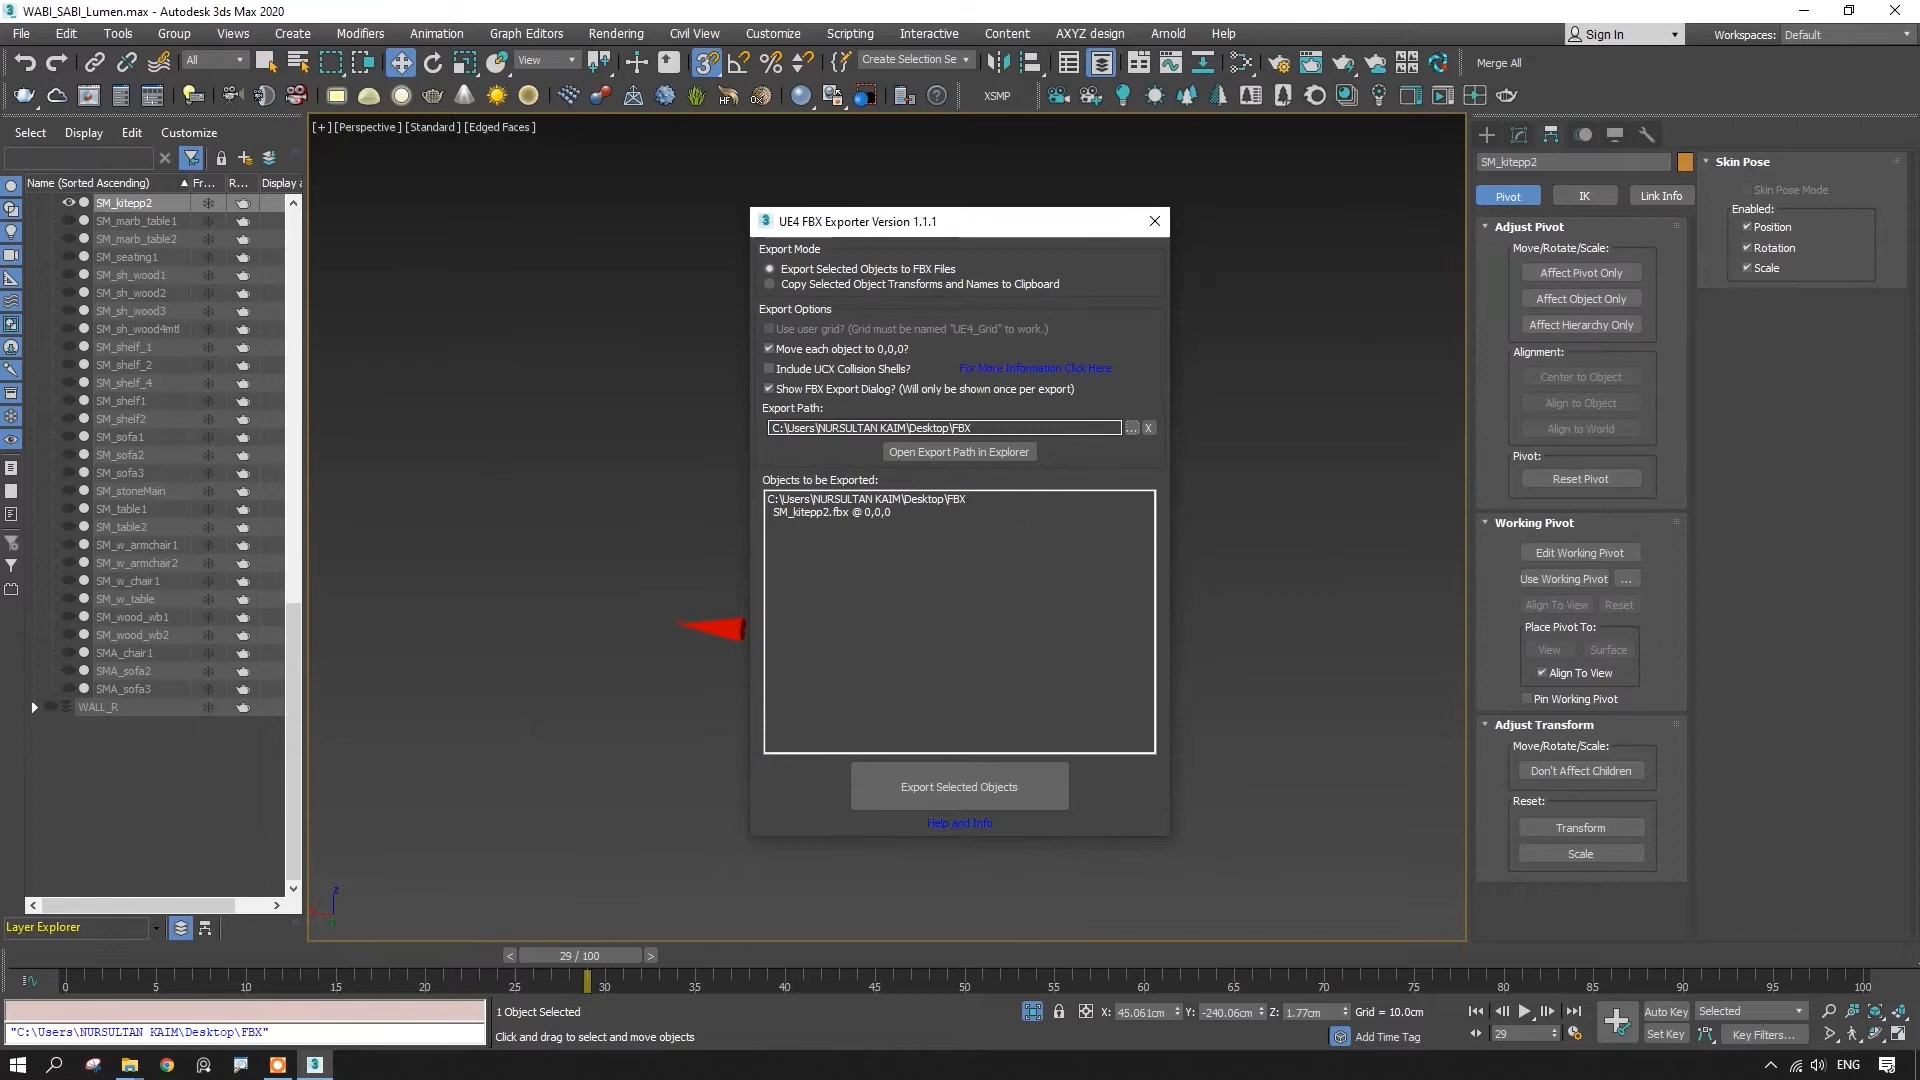 WABI_SABI_Lumen.max - Autodesk 3ds Max 2020
File Edit Tools Group Views Create Modifiers Animation Graph Editors Rendering Civil View Customize Scripting Interactive Content AXYZ design Arnold Help
Sign In Workspaces: Default
All View Create Selection Se Merge All
XSMP
Select Display Edit Customize
[+] [Perspective ] [Standard ] [Edged Faces ]
Name (Sorted Ascending) Fr... R... Display a
SM_kitepp2
SM_marb_table1
SM_marb_table2
SM_seating1
SM_sh_wood1
SM_sh_wood2
SM_sh_wood3
SM_sh_wood4mtl
SM_shelf_1
SM_shelf_2
SM_shelf_4
SM_shelf1
SM_shelf2
SM_sofa1
SM_sofa2
SM_sofa3
SM_stoneMain
SM_table1
SM_table2
SM_w_armchair1
SM_w_armchair2
SM_w_chair1
SM_w_table
SM_wood_wb1
SM_wood_wb2
SMA_chair1
SMA_sofa2
SMA_sofa3
WALL_R
Layer Explorer
UE4 FBX Exporter Version 1.1.1
Export Mode
Export Selected Objects to FBX Files
Copy Selected Object Transforms and Names to Clipboard
Export Options
Use user grid? (Grid must be named "UE4_Grid" to work.)
Move each object to 0,0,0?
Include UCX Collision Shells? For More Information Click Here
Show FBX Export Dialog? (Will only be shown once per export)
Export Path:
C:\Users\NURSULTAN KAIM\Desktop\FBX ... X
Open Export Path in Explorer
Objects to be Exported:
C:\Users\NURSULTAN KAIM\Desktop\FBX
SM_kitepp2.fbx @ 0,0,0
Export Selected Objects
Help and Info
SM_kitepp2
Pivot IK Link Info
Adjust Pivot
Move/Rotate/Scale:
Affect Pivot Only
Affect Object Only
Affect Hierarchy Only
Alignment:
Center to Object
Align to Object
Align to World
Pivot:
Reset Pivot
Working Pivot
Edit Working Pivot
Use Working Pivot ...
Align To View Reset
Place Pivot To:
View Surface
Align To View
Pin Working Pivot
Adjust Transform
Move/Rotate/Scale:
Don't Affect Children
Reset:
Transform
Scale
Skin Pose
Skin Pose Mode
Enabled:
Position
Rotation
Scale
< 29 / 100 >
0 5 10 15 20 25 30 35 40 45 50 55 60 65 70 75 80 85 90 95 100
"C:\Users\NURSULTAN KAIM\Desktop\FBX"
1 Object Selected
Click and drag to select and move objects
X: 45.061cm Y: -240.06cm Z: 1.77cm Grid = 10.0cm
Add Time Tag
29
Auto Key Selected
Set Key Key Filters...
ENG